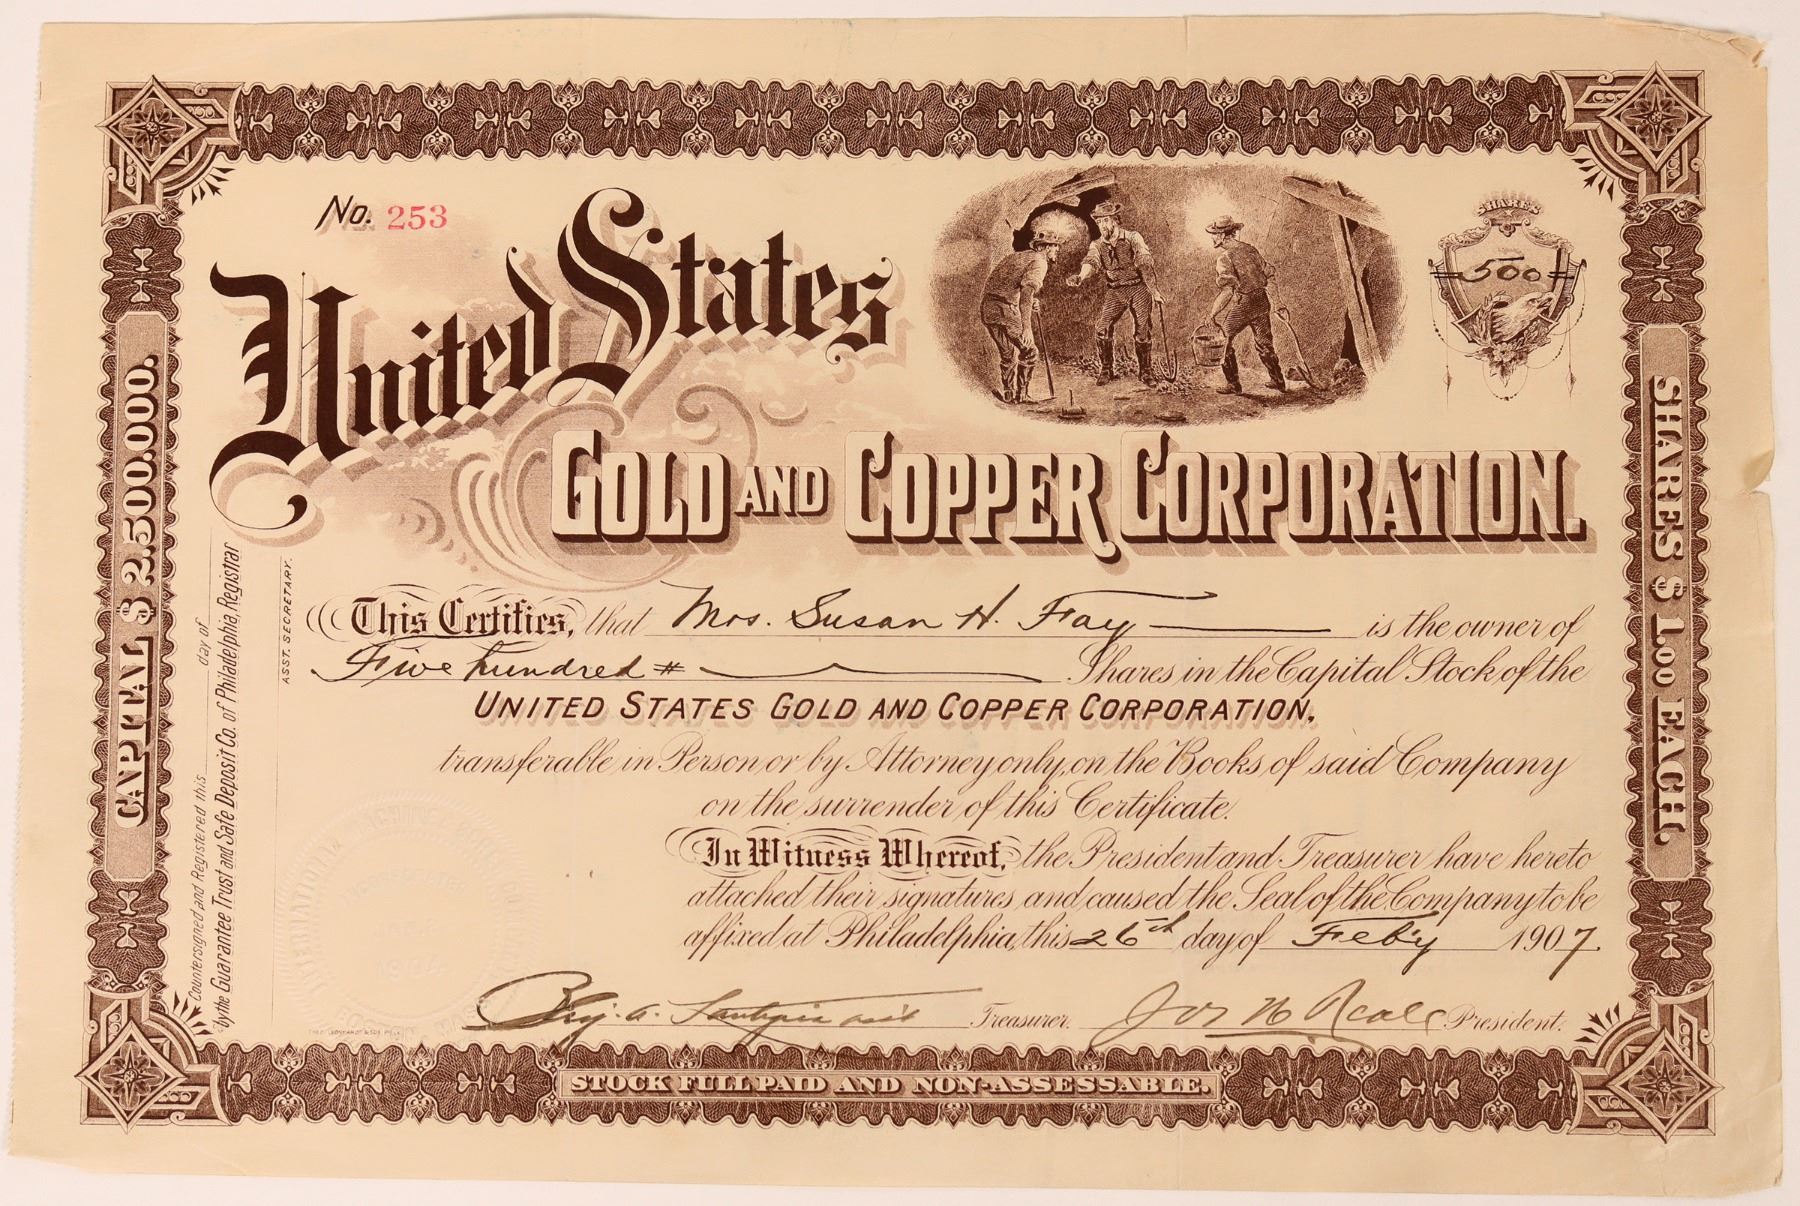 No. 253
SHARES
500
United States
GOLD AND COPPER CORPORATION.
CAPITAL $ 2.500.000.
SHARES $ 1.00 EACH.
Countersigned and Registered this day of
by the Guarantee Trust and Safe Deposit Co. of Philadelphia, Registrar
ASST. SECRETARY.
This Certifies, that Mrs. Susan H. Fay is the owner of
Five hundred # Shares in the Capital Stock of the
UNITED STATES GOLD AND COPPER CORPORATION,
transferable in Person or by Attorney only, on the Books of said Company
on the surrender of this Certificate.
In Witness Whereof, the President and Treasurer have hereto
attached their signatures and caused the Seal of the Company to be
affixed at Philadelphia, this 26th day of Feb'y 1907
Treasurer. President.
STOCK FULL PAID AND NON-ASSESSABLE.